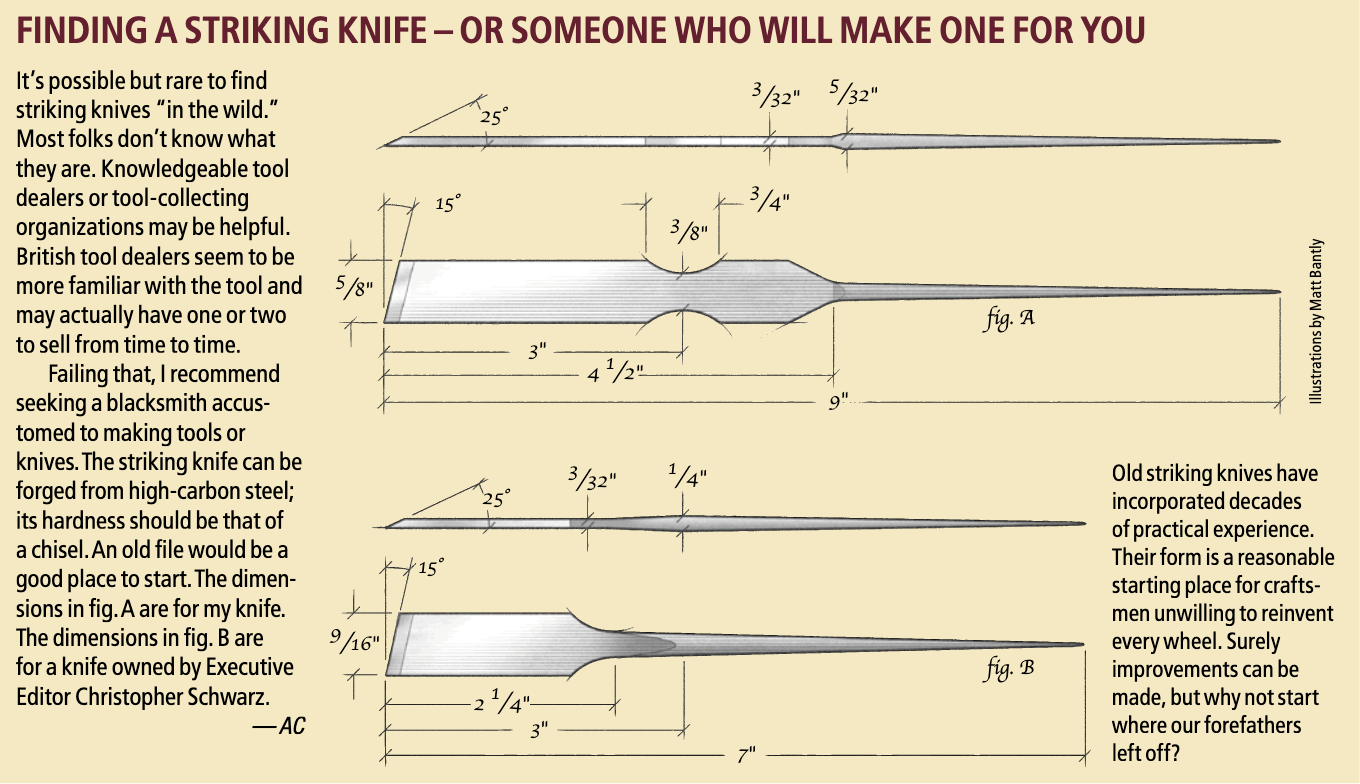 FINDING A STRIKING KNIFE – OR SOMEONE WHO WILL MAKE ONE FOR YOU
It’s possible but rare to find
striking knives “in the wild.”
Most folks don’t know what
they are. Knowledgeable tool
dealers or tool-collecting
organizations may be helpful.
British tool dealers seem to be
more familiar with the tool and
may actually have one or two
to sell from time to time.
Failing that, I recommend
seeking a blacksmith accus-
tomed to making tools or
knives. The striking knife can be
forged from high-carbon steel;
its hardness should be that of
a chisel. An old file would be a
good place to start. The dimen-
sions in fig. A are for my knife.
The dimensions in fig. B are
for a knife owned by Executive
Editor Christopher Schwarz.
—AC
25°
3/32"
5/32"
15°
3/4"
3/8"
5/8"
fig. A
3"
4 1/2"
9"
Illustrations by Matt Bantly
25°
3/32"
1/4"
15°
9/16"
fig. B
2 1/4"
3"
7"
Old striking knives have
incorporated decades
of practical experience.
Their form is a reasonable
starting place for crafts-
men unwilling to reinvent
every wheel. Surely
improvements can be
made, but why not start
where our forefathers
left off?